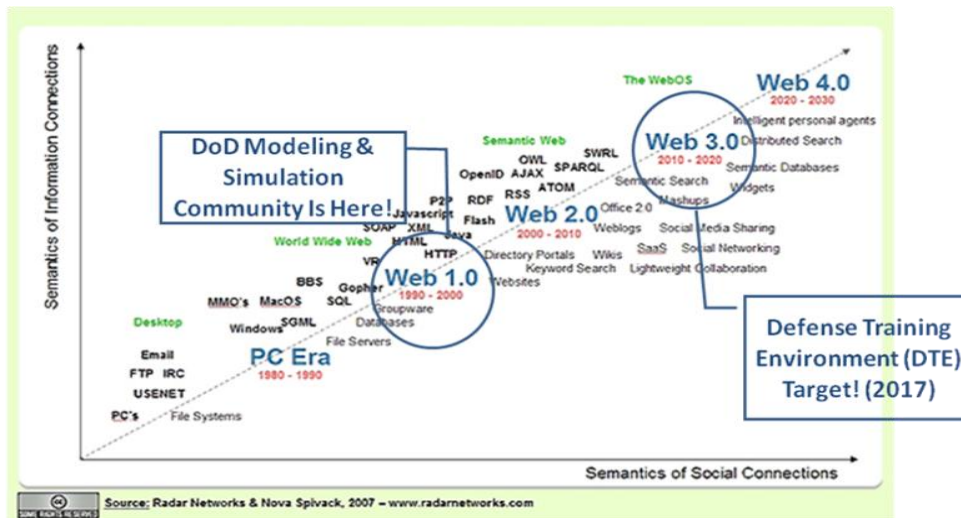 Semantics of Information Connections
Semantics of Social Connections
The WebOS
Web 4.0
2020 - 2030
Intelligent personal agents
Distributed Search
Semantic Databases
Widgets
Web 3.0
2010 - 2020
Semantic Search
Mashups
Semantic Web
SWRL
OWL
SPARQL
OpenID AJAX
ATOM
RSS
P2P RDF
Flash
Javascript
SOAP XML
Java
HTML
HTTP
VR
World Wide Web
Web 2.0
2000 - 2010
Office 2.0
Weblogs Social Media Sharing
Directory Portals Wikis SaaS Social Networking
Keyword Search Lightweight Collaboration
Websites
DoD Modeling &
Simulation
Community Is Here!
Web 1.0
1990 - 2000
BBS
Gopher
MMO's MacOS SQL
Groupware
SGML
Databases
Windows
File Servers
Desktop
PC Era
1980 - 1990
Email
FTP IRC
USENET
PC's File Systems
Defense Training
Environment (DTE)
Target! (2017)
cc
SOME RIGHTS RESERVED
Source: Radar Networks & Nova Spivack, 2007 – www.radarnetworks.com